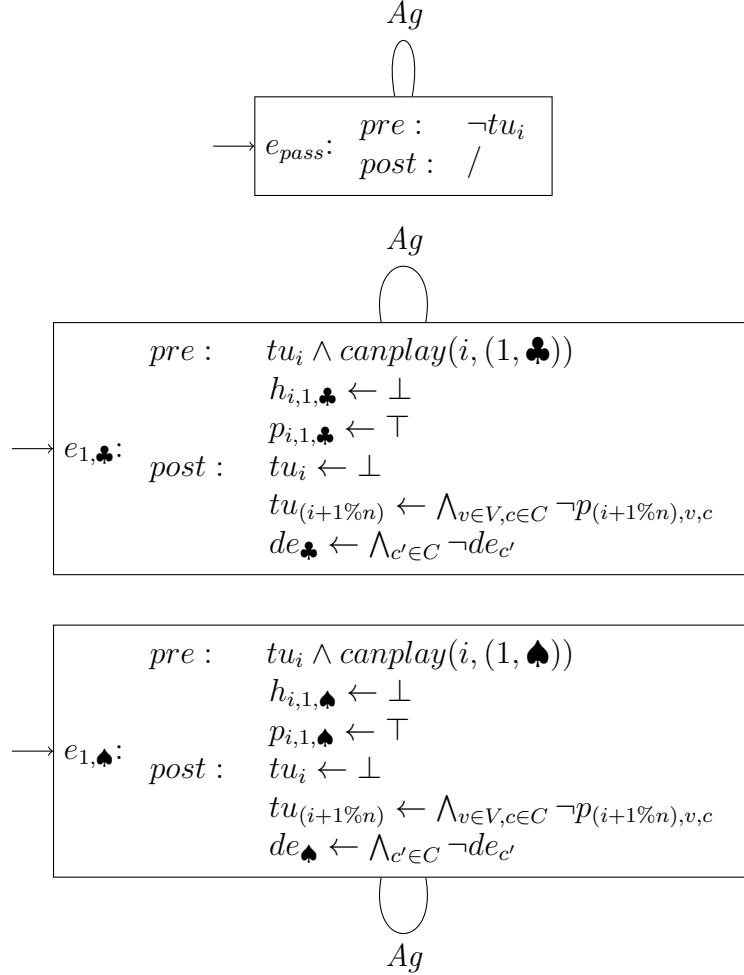 Ag
pre : ¬tu_i
e_{pass}:
post : /
Ag
pre : tu_i ∧ canplay(i, (1, ♣))
h_{i,1,♣} ← ⊥
p_{i,1,♣} ← ⊤
e_{1,♣}:
post : tu_i ← ⊥
tu_{(i+1%n)} ← ⋀_{v∈V,c∈C} ¬p_{(i+1%n),v,c}
de_♣ ← ⋀_{c'∈C} ¬de_{c'}
pre : tu_i ∧ canplay(i, (1, ♠))
h_{i,1,♠} ← ⊥
p_{i,1,♠} ← ⊤
e_{1,♠}:
post : tu_i ← ⊥
tu_{(i+1%n)} ← ⋀_{v∈V,c∈C} ¬p_{(i+1%n),v,c}
de_♠ ← ⋀_{c'∈C} ¬de_{c'}
Ag